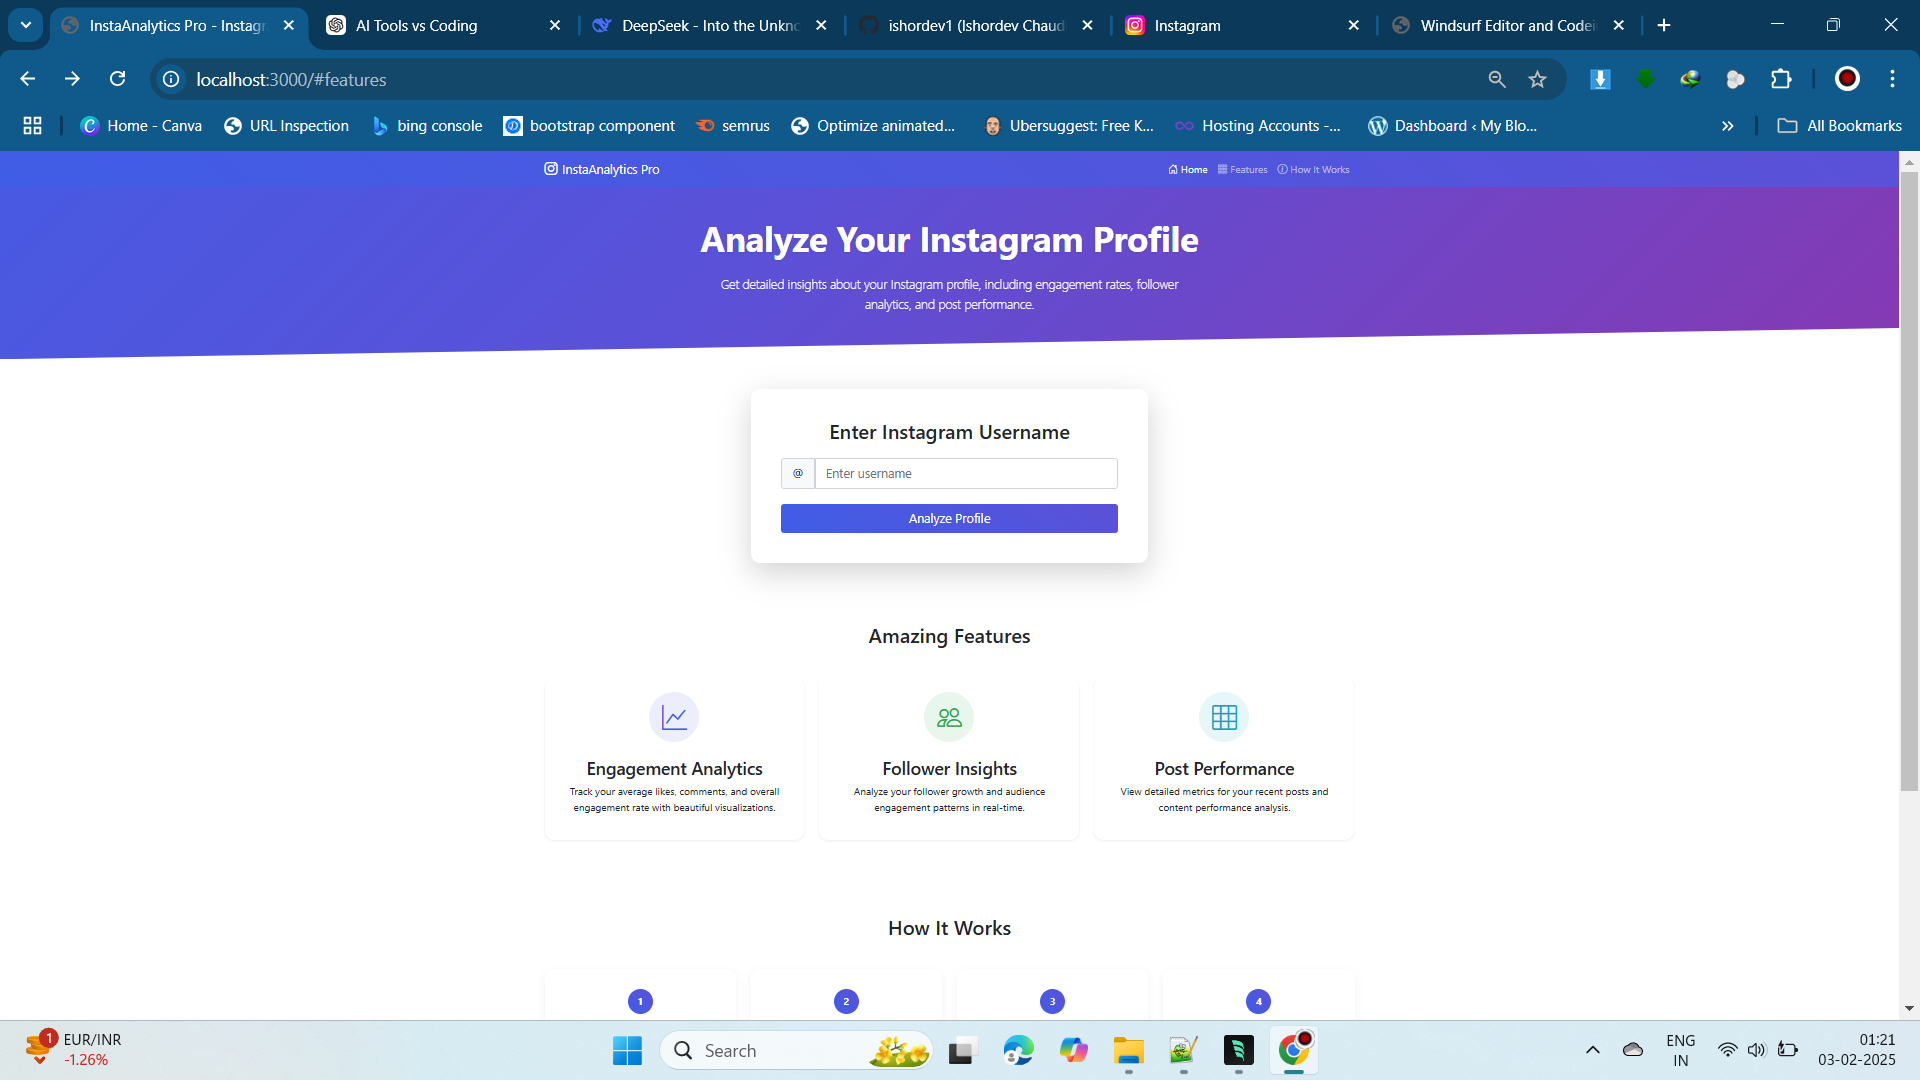 InstaAnalytics Pro - Instagr
AI Tools vs Coding
DeepSeek - Into the Unkno
ishordev1 (Ishordev Chaud
Instagram
Windsurf Editor and Codei
localhost:3000/#features
Home - Canva
URL Inspection
bing console
bootstrap component
semrus
Optimize animated...
Ubersuggest: Free K...
Hosting Accounts -...
Dashboard ‹ My Blo...
All Bookmarks
InstaAnalytics Pro
Home
Features
How It Works
Analyze Your Instagram Profile
Get detailed insights about your Instagram profile, including engagement rates, follower
analytics, and post performance.
Enter Instagram Username
@
Enter username
Analyze Profile
Amazing Features
Engagement Analytics
Track your average likes, comments, and overall
engagement rate with beautiful visualizations.
Follower Insights
Analyze your follower growth and audience
engagement patterns in real-time.
Post Performance
View detailed metrics for your recent posts and
content performance analysis.
How It Works
1
2
3
4
1
EUR/INR
-1.26%
Search
ENG
IN
01:21
03-02-2025